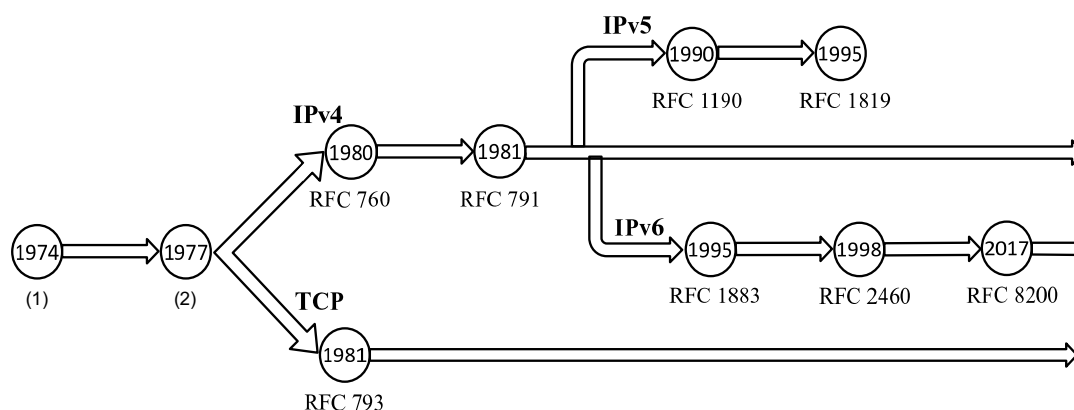 IPv5
1990
1995
RFC 1190
RFC 1819
IPv4
1980
1981
RFC 760
RFC 791
IPv6
1974
1977
1995
1998
2017
(1)
(2)
RFC 1883
RFC 2460
RFC 8200
TCP
1981
RFC 793